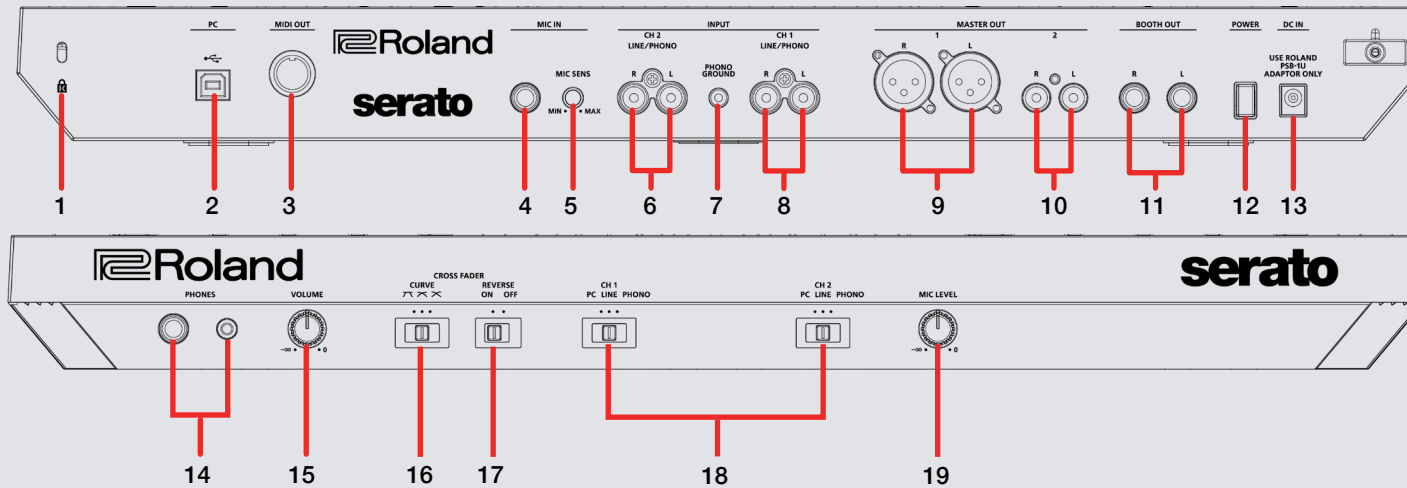 PC
MIDI OUT
Roland
serato
MIC IN
MIC SENS
MIN MAX
INPUT
CH 2
LINE/PHONO
R L
PHONO
GROUND
CH 1
LINE/PHONO
R L
MASTER OUT
1
R L
2
R L
BOOTH OUT
R L
POWER
DC IN
USE ROLAND
PSB-1U
ADAPTOR ONLY
K
1 2 3 4 5 6 7 8 9 10 11 12 13
Roland
serato
PHONES
VOLUME
-∞ 0
CROSS FADER
CURVE
REVERSE
ON OFF
CH 1
PC LINE PHONO
CH 2
PC LINE PHONO
MIC LEVEL
-∞ 0
14 15 16 17 18 19